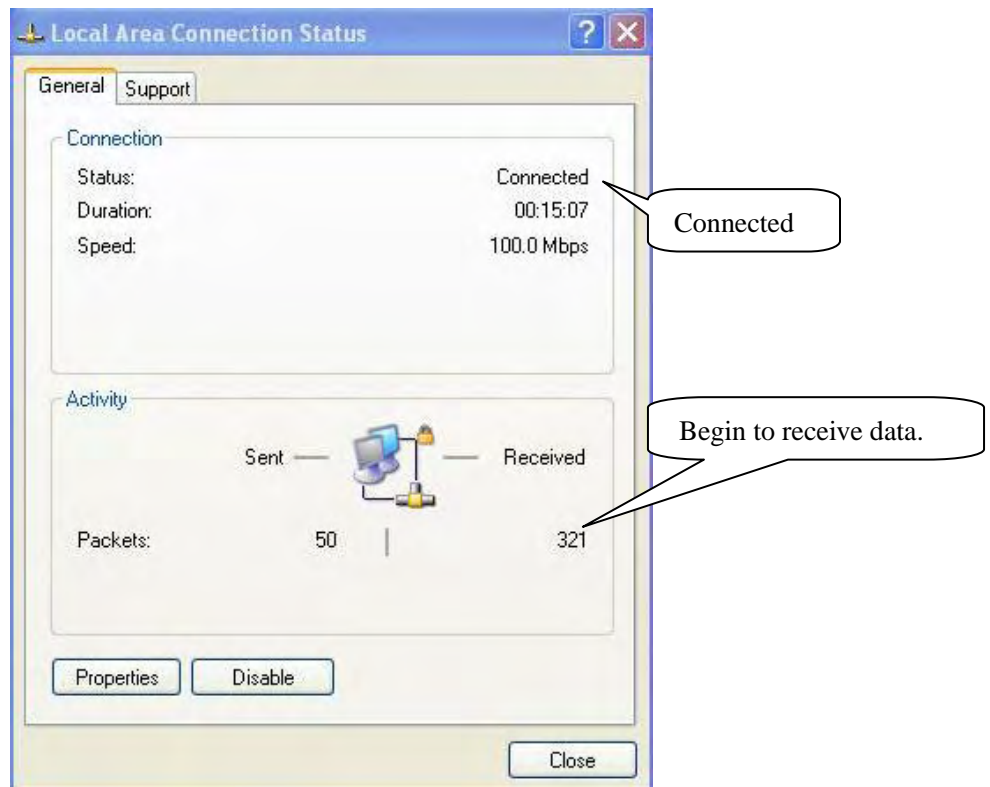 Local Area Connection Status
General Support
Connection
Status: Connected
Duration: 00:15:07
Speed: 100.0 Mbps
Connected
Activity
Sent Received
Begin to receive data.
Packets: 50 321
Properties Disable
Close